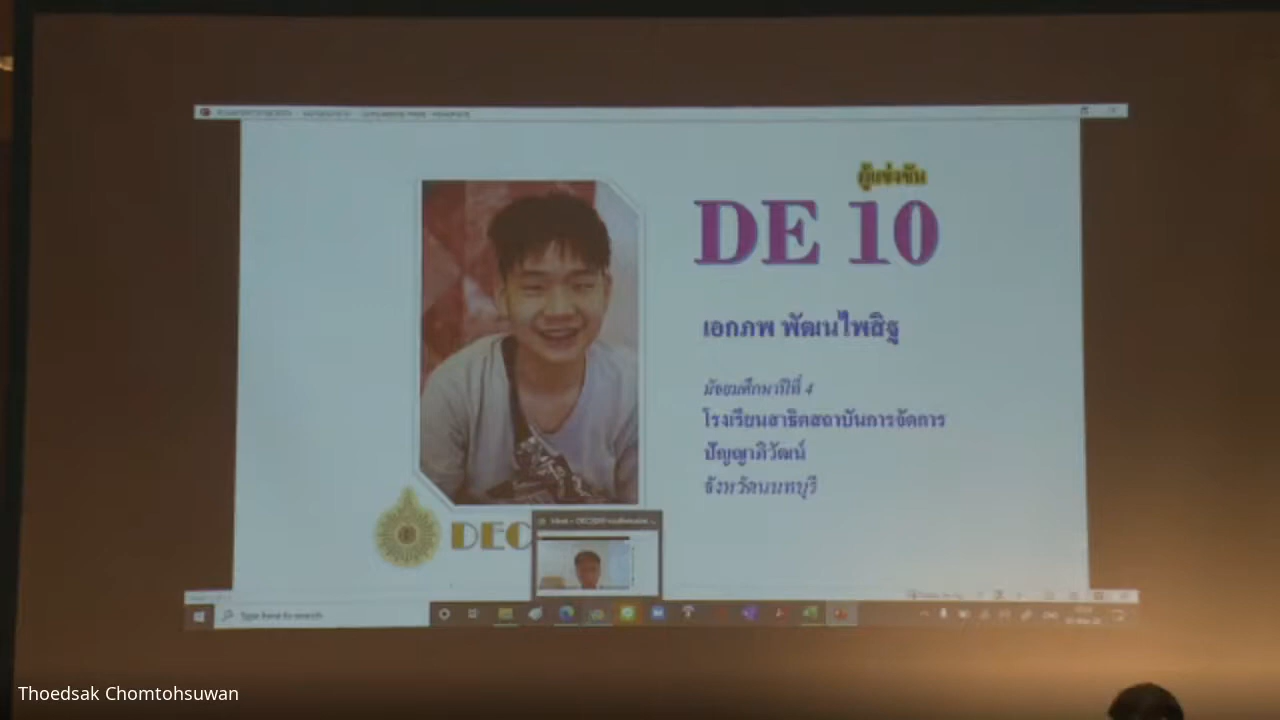 ผู้แข่งขัน
DE 10
เอกภพ พัฒนไพสิฐ
มัธยมศึกษาปีที่ 4
โรงเรียนสาธิตสถาบันการจัดการ
ปัญญาภิวัฒน์
จังหวัดนนทบุรี
DEC
Type here to search
Thoedsak Chomtohsuwan